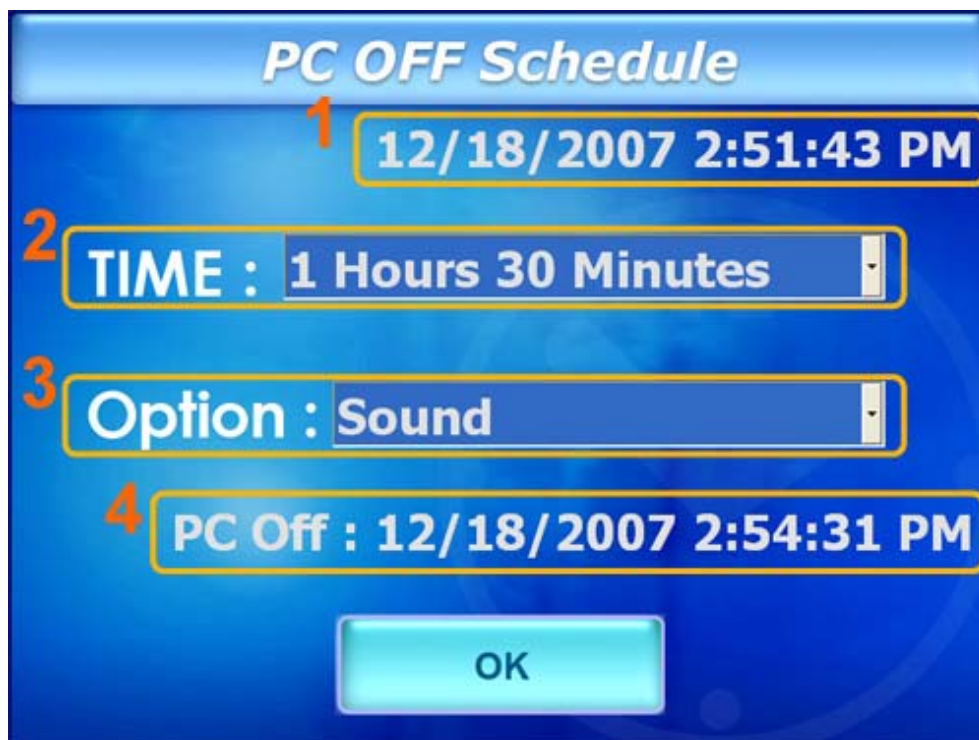 PC OFF Schedule
1
12/18/2007 2:51:43 PM
2
TIME : 1 Hours 30 Minutes
3
Option : Sound
4
PC Off : 12/18/2007 2:54:31 PM
OK